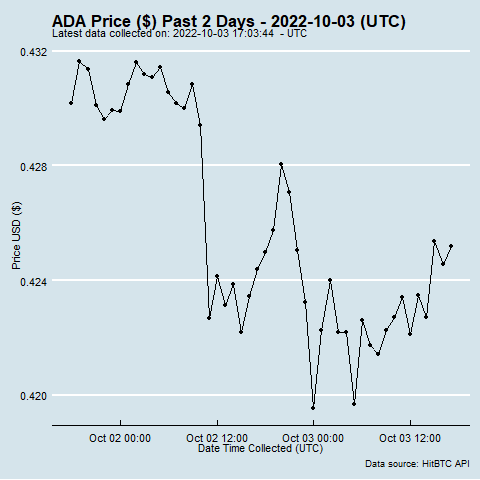 ADA Price ($) Past 2 Days - 2022-10-03 (UTC)
Latest data collected on: 2022-10-03 17:03:44  - UTC
0.432
0.428
0.424
0.420
Price USD ($)
Oct 02 00:00
Oct 02 12:00
Oct 03 00:00
Oct 03 12:00
Date Time Collected (UTC)
Data source: HitBTC API